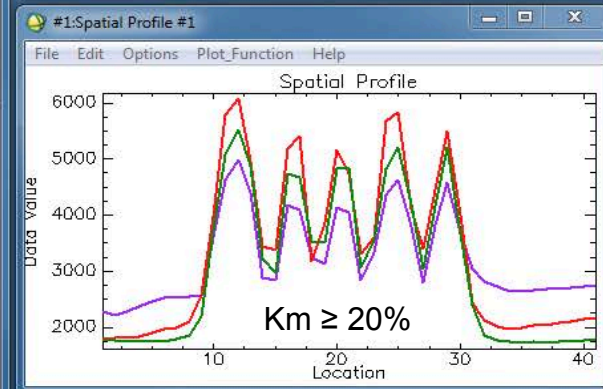 #1:Spatial Profile #1
File Edit Options Plot_Function Help
Spatial Profile
6000
5000
4000
3000
2000
Data Value
Km ≥ 20%
10 20 30 40
Location